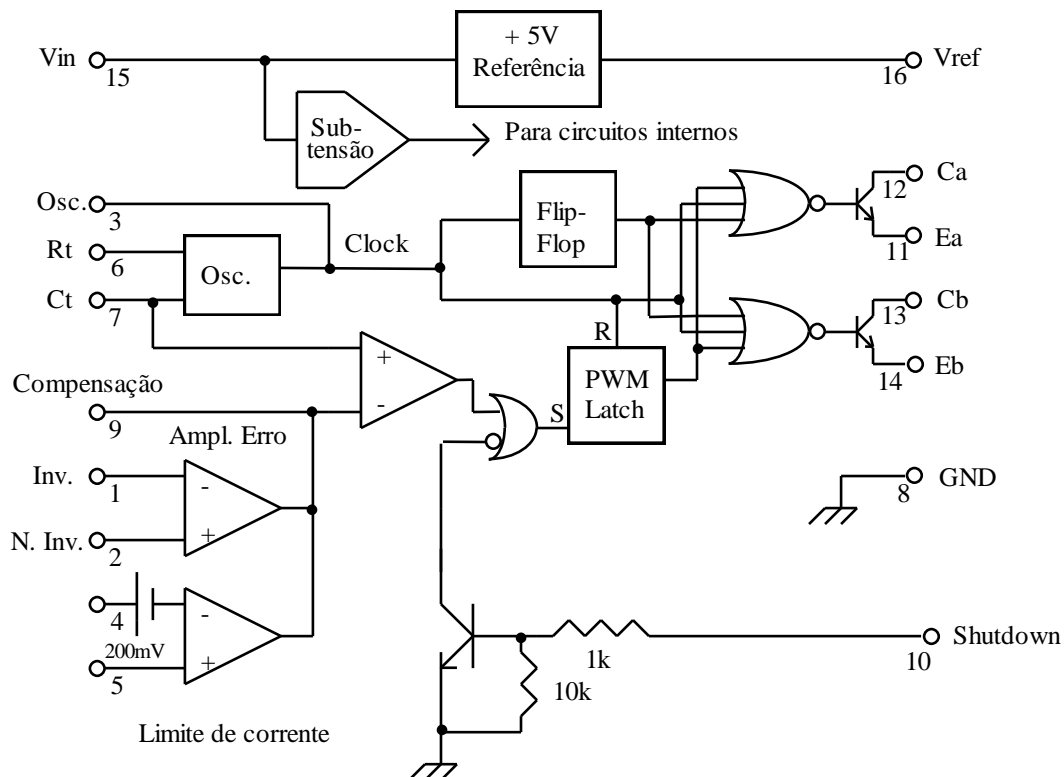 Vin
15
+ 5V
Referência
16
Vref
Sub-
tensão
Para circuitos internos
Osc.
3
Rt
6
Ct
7
Osc.
Clock
Flip-
Flop
12
Ca
11
Ea
13
Cb
14
Eb
R
PWM
Latch
S
+
-
Compensação
9
Ampl. Erro
Inv.
1
N. Inv.
2
-
+
4
200mV
5
-
+
Limite de corrente
8
GND
1k
10k
10
Shutdown